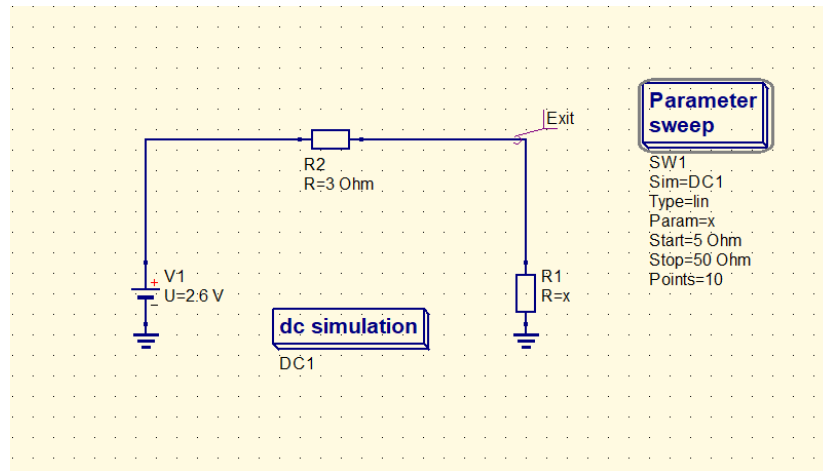 Exit
Parameter
sweep
R2
R=3 Ohm
SW1
Sim=DC1
Type=lin
Param=x
Start=5 Ohm
Stop=50 Ohm
Points=10
V1
U=2.6 V
R1
R=x
dc simulation
DC1